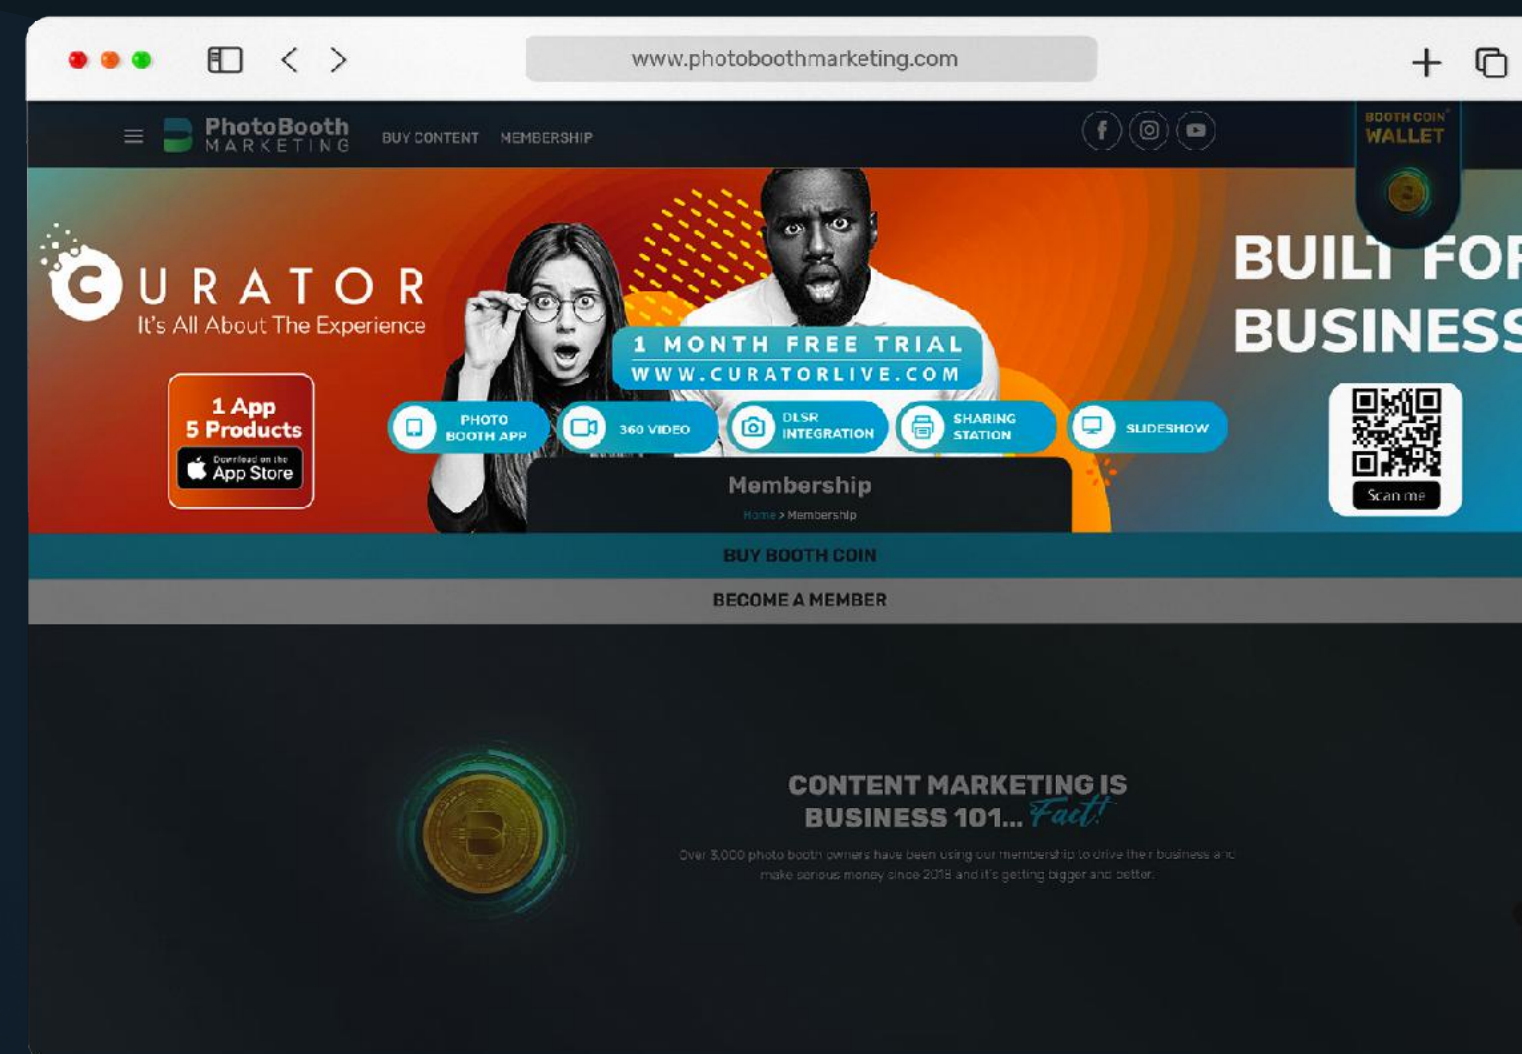 www.photoboothmarketing.com
PhotoBooth
MARKETING
BUY CONTENT
MEMBERSHIP
BOOTH COIN
WALLET
CURATOR
It's All About The Experience
BUILT FOR
BUSINESS
1 MONTH FREE TRIAL
WWW.CURATORLIVE.COM
1 App
5 Products
Download on the
App Store
PHOTO
BOOTH APP
360 VIDEO
DLSR
INTEGRATION
SHARING
STATION
SLIDESHOW
Scan me
Membership
Home > Membership
BUY BOOTH COIN
BECOME A MEMBER
CONTENT MARKETING IS
BUSINESS 101... Fact!
Over 3,000 photo booth owners have been using our membership to drive their business and
make serious money since 2018 and it's getting bigger and better.